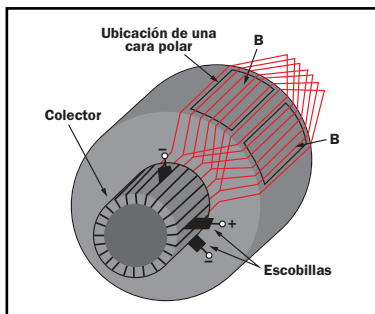 Ubicación de una
cara polar
B
Colector
B
–
+
–
Escobillas